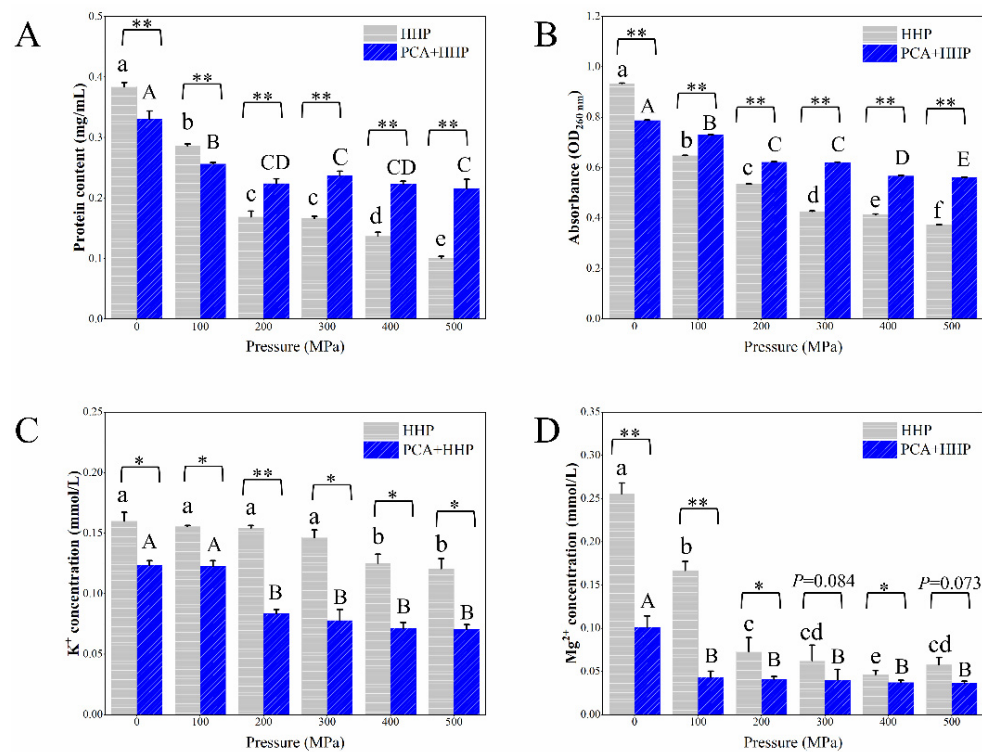 A
Protein content (mg/mL)
0.5
0.4
0.3
0.2
0.1
0.0
HHP
PCA+HHP
**
**
**
**
**
**
a
A
b
B
c
CD
c
C
d
CD
e
C
0
100
200
300
400
500
Pressure (MPa)
B
Absorbance (OD260 nm)
1.2
1.0
0.8
0.6
0.4
0.2
0.0
HHP
PCA+HHP
**
**
**
**
**
**
a
A
b
B
c
C
d
C
e
D
f
E
0
100
200
300
400
500
Pressure (MPa)
C
K+ concentration (mmol/L)
0.25
0.20
0.15
0.10
0.05
0.00
HHP
PCA+HHP
*
*
**
*
*
*
a
A
a
A
a
B
a
B
b
B
b
B
0
100
200
300
400
500
Pressure (MPa)
D
Mg2+ concentration (mmol/L)
0.35
0.30
0.25
0.20
0.15
0.10
0.05
0.00
HHP
PCA+HHP
**
**
*
P=0.084
*
P=0.073
a
A
b
B
c
B
cd
B
e
B
cd
B
0
100
200
300
400
500
Pressure (MPa)